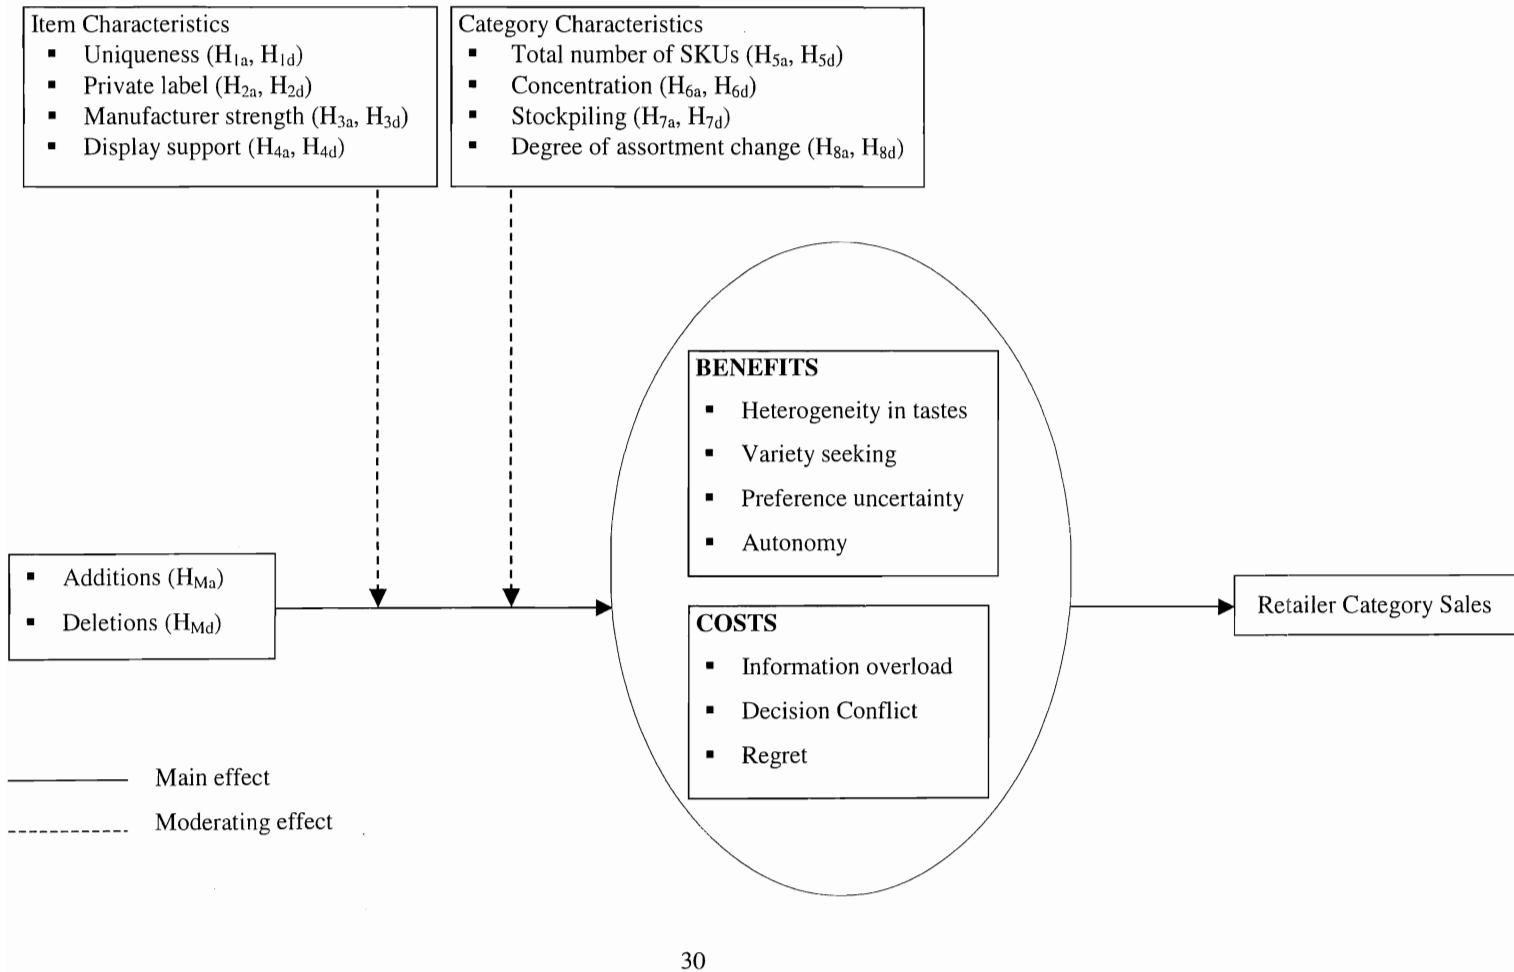 Item Characteristics
▪ Uniqueness (H1a, H1d)
▪ Private label (H2a, H2d)
▪ Manufacturer strength (H3a, H3d)
▪ Display support (H4a, H4d)
Category Characteristics
▪ Total number of SKUs (H5a, H5d)
▪ Concentration (H6a, H6d)
▪ Stockpiling (H7a, H7d)
▪ Degree of assortment change (H8a, H8d)
BENEFITS
▪ Heterogeneity in tastes
▪ Variety seeking
▪ Preference uncertainty
▪ Autonomy
▪ Additions (HMa)
▪ Deletions (HMd)
COSTS
▪ Information overload
▪ Decision Conflict
▪ Regret
Retailer Category Sales
Main effect
Moderating effect
30